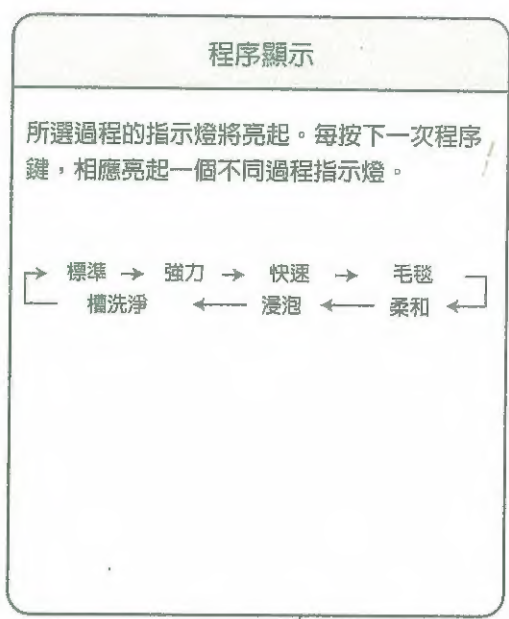 程序顯示
所選過程的指示燈將亮起。每按下一次程序
鍵，相應亮起一個不同過程指示燈。
標準 → 強力 → 快速 → 毛毯
槽洗淨 ← 浸泡 ← 柔和